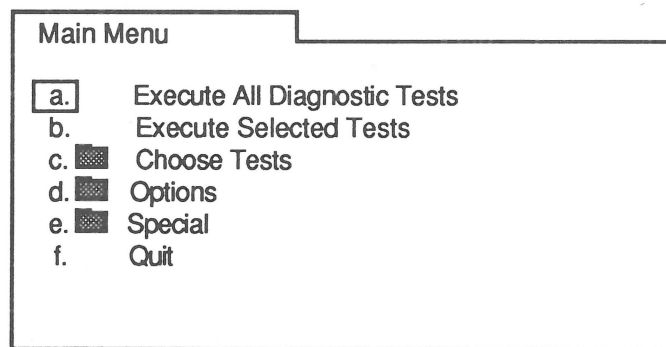 Main Menu
a. Execute All Diagnostic Tests
b. Execute Selected Tests
c. Choose Tests
d. Options
e. Special
f. Quit